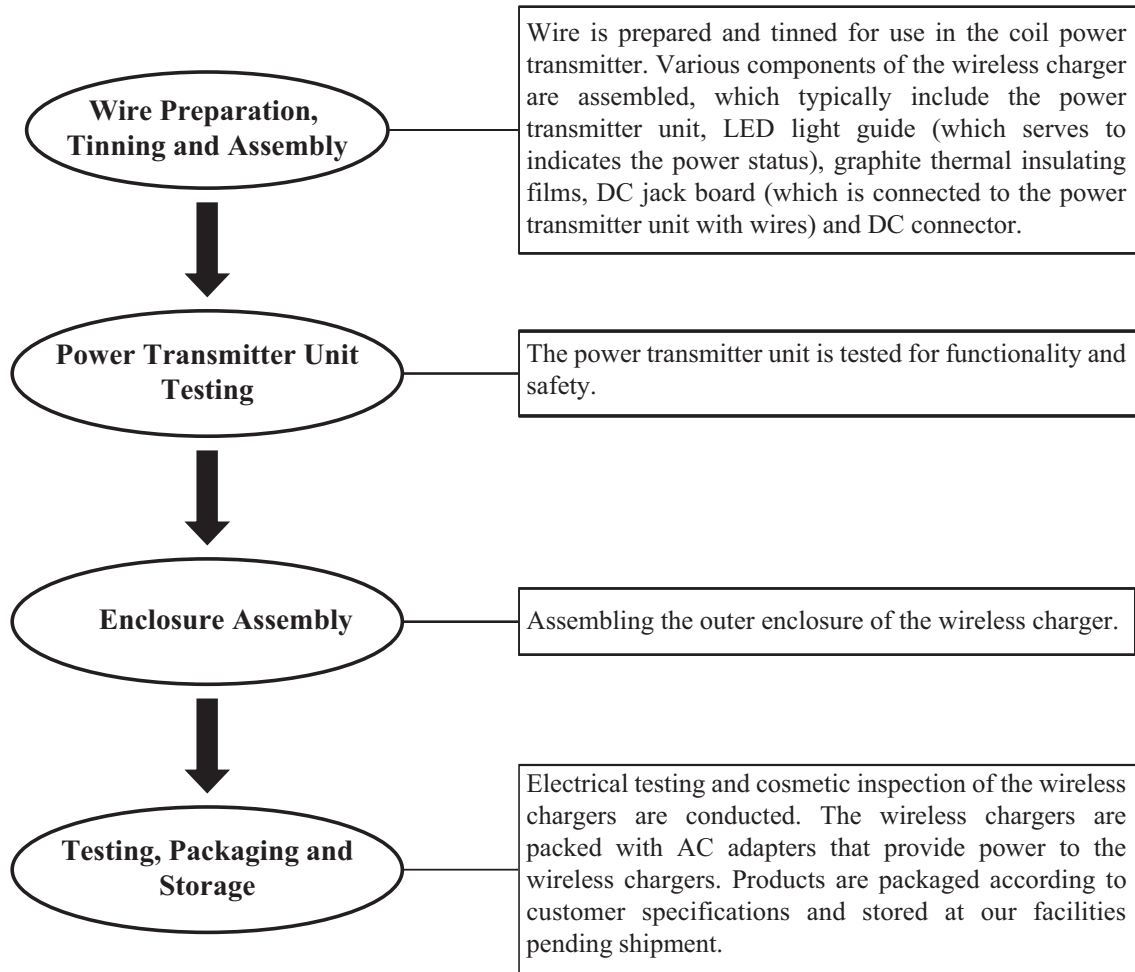 Wire Preparation,
Tinning and Assembly
Wire is prepared and tinned for use in the coil power
transmitter. Various components of the wireless charger
are assembled, which typically include the power
transmitter unit, LED light guide (which serves to
indicates the power status), graphite thermal insulating
films, DC jack board (which is connected to the power
transmitter unit with wires) and DC connector.
Power Transmitter Unit
Testing
The power transmitter unit is tested for functionality and
safety.
Enclosure Assembly
Assembling the outer enclosure of the wireless charger.
Testing, Packaging and
Storage
Electrical testing and cosmetic inspection of the wireless
chargers are conducted. The wireless chargers are
packed with AC adapters that provide power to the
wireless chargers. Products are packaged according to
customer specifications and stored at our facilities
pending shipment.